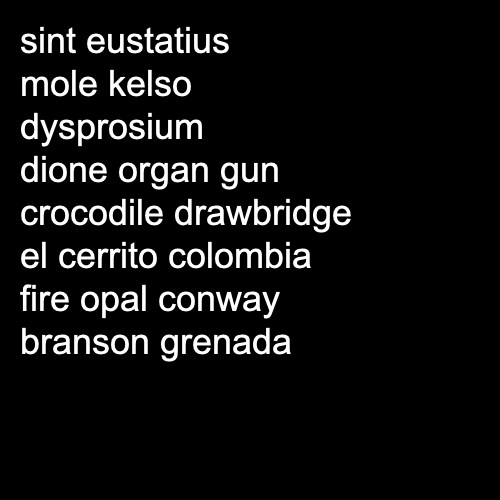 sint eustatius
mole kelso
dysprosium
dione organ gun
crocodile drawbridge
el cerrito colombia
fire opal conway
branson grenada